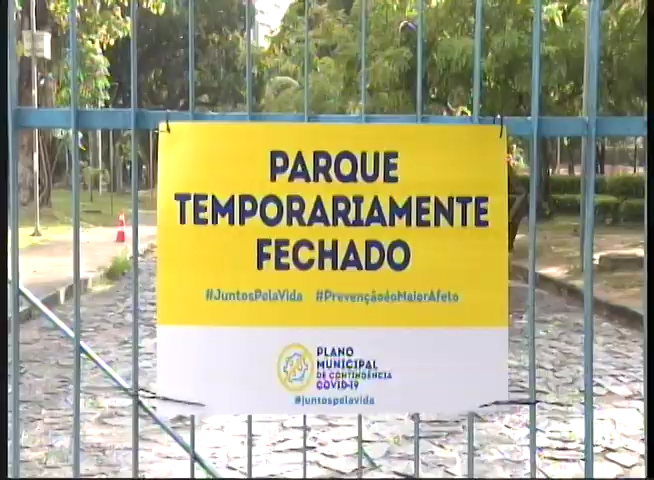 PARQUE
TEMPORARIAMENTE
FECHADO
#JuntosPelaVida #PrevençãoéoMaiorAfeto
PLANO
MUNICIPAL
DE CONTINGÊNCIA
COVID-19
#juntospelavida